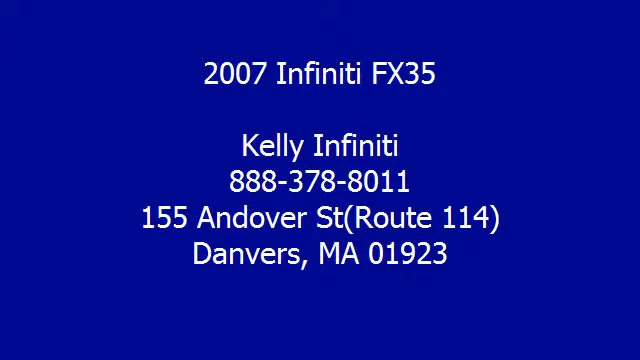 2007 Infiniti FX35
Kelly Infiniti
888-378-8011
155 Andover St(Route 114)
Danvers, MA 01923